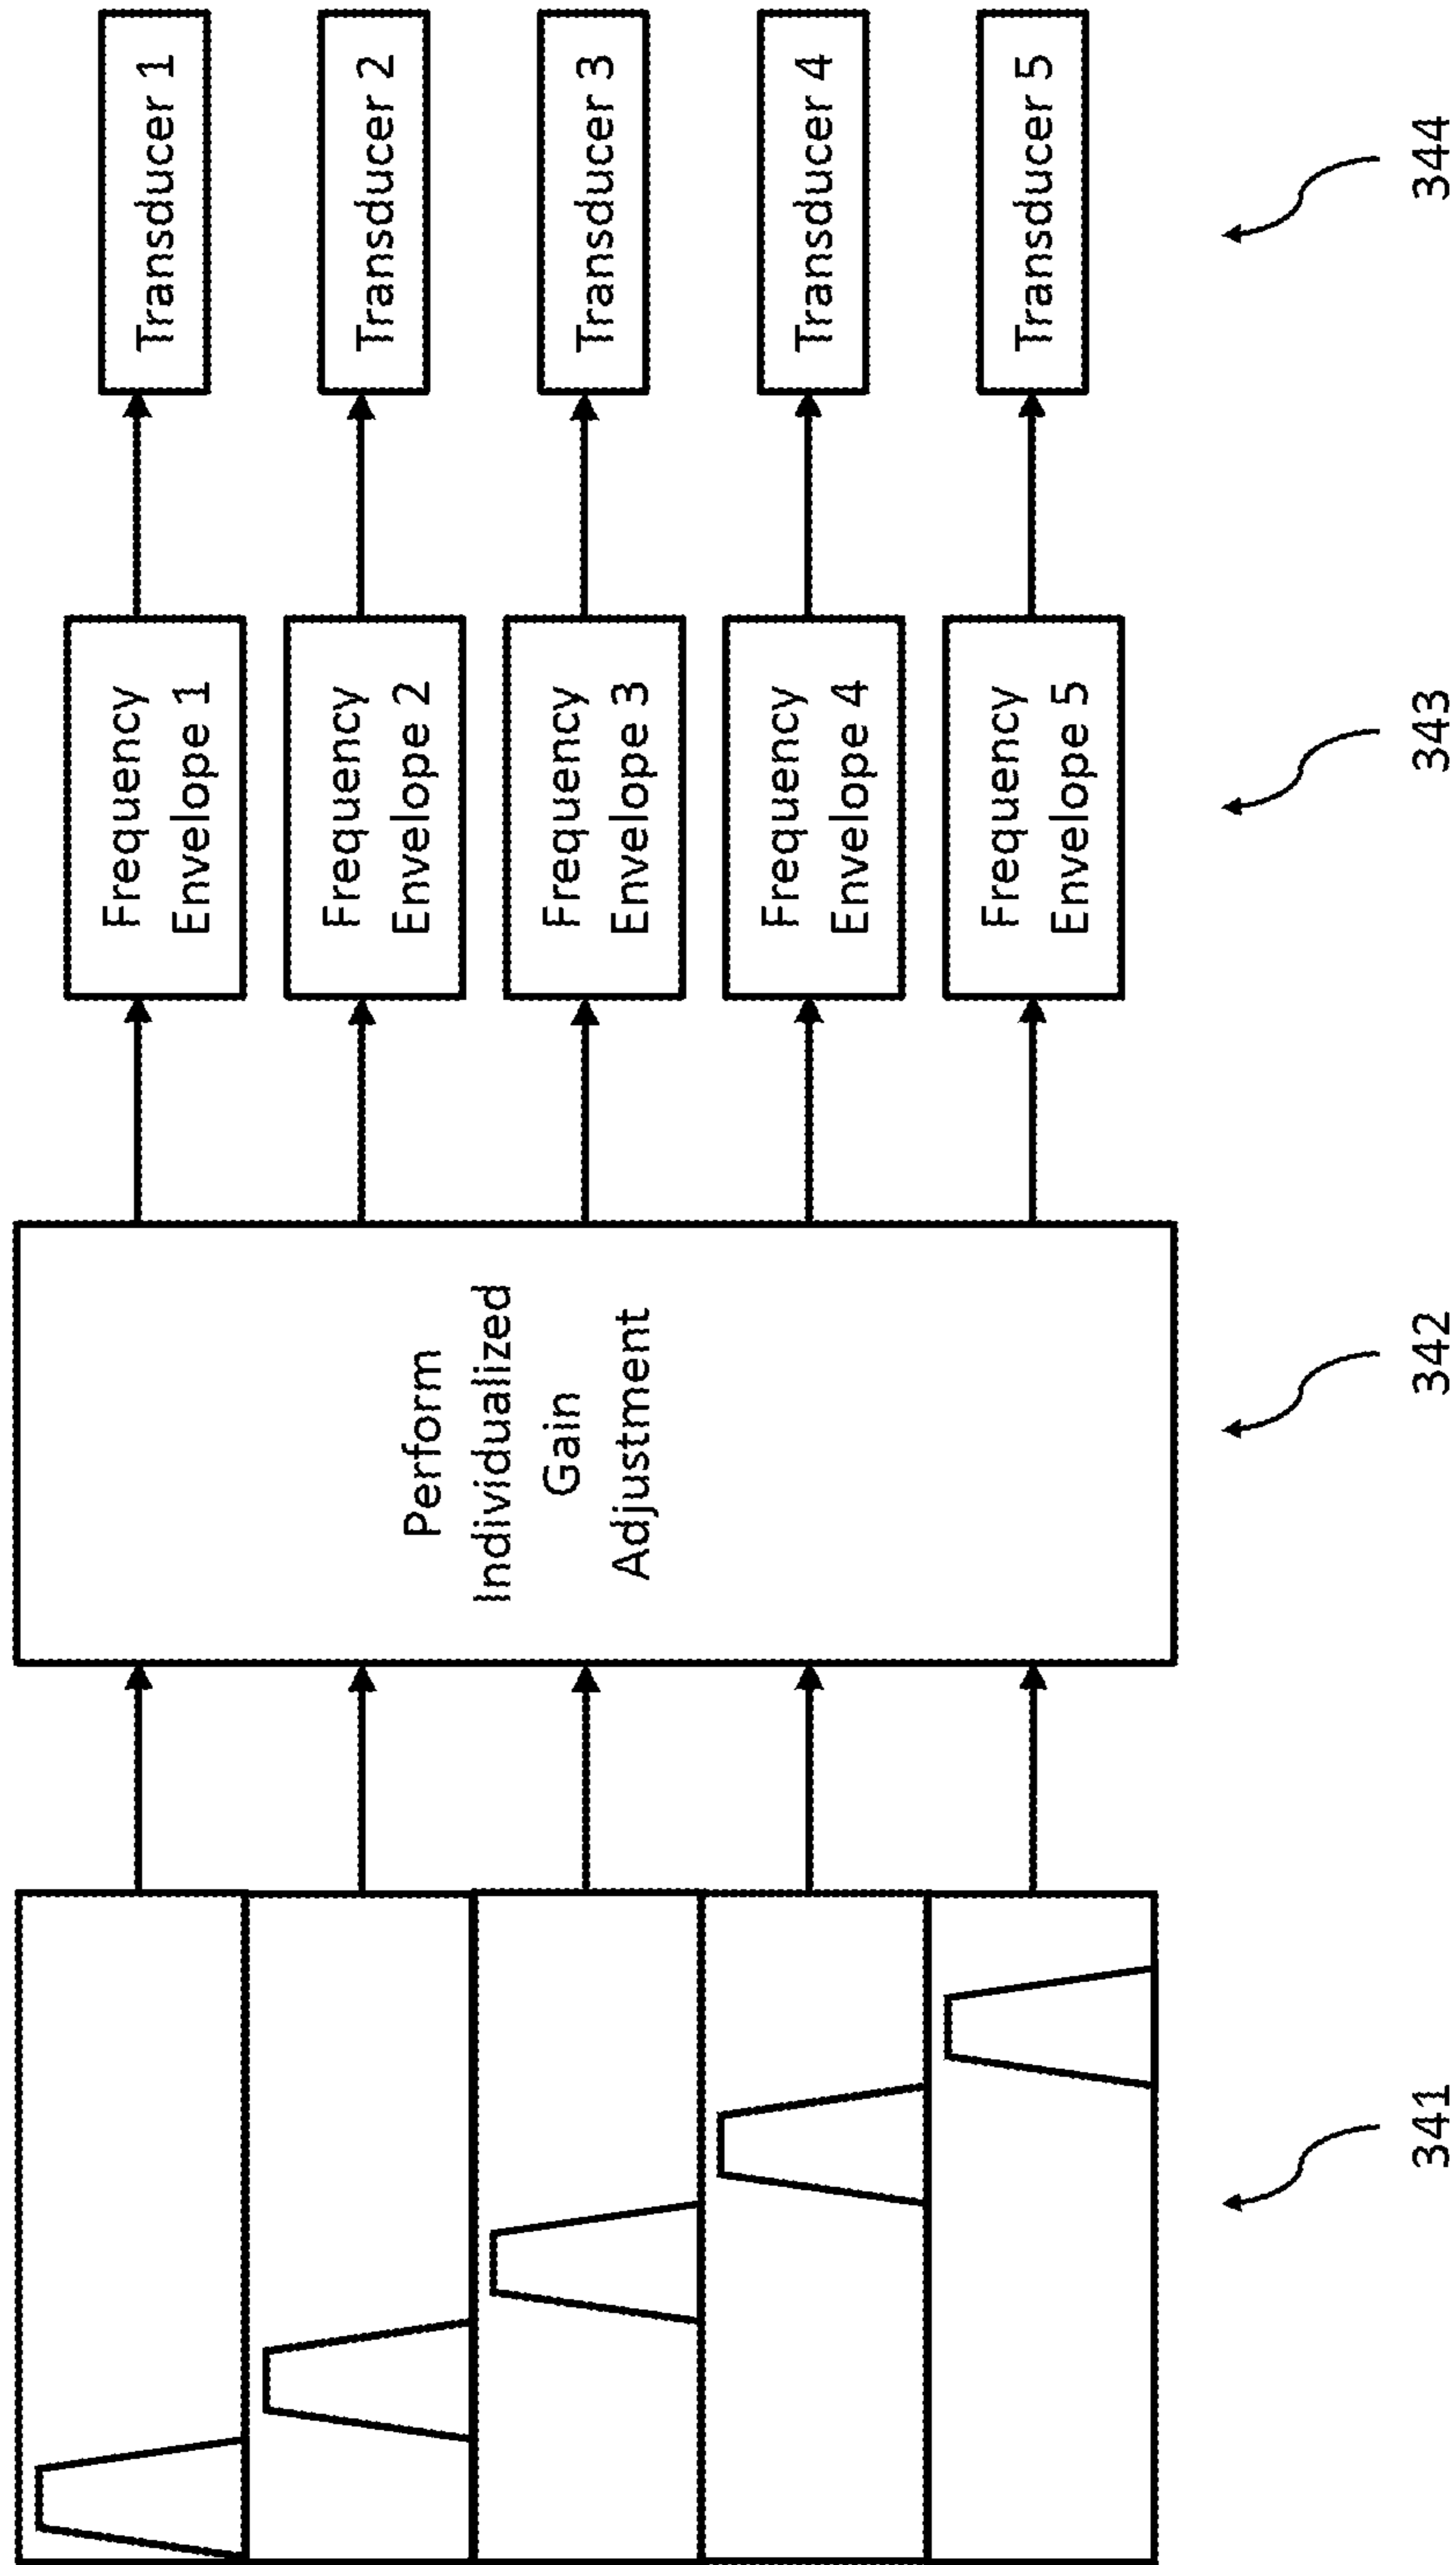 Perform
Individualized
Gain
Adjustment
Frequency
Envelope 1
Frequency
Envelope 2
Frequency
Envelope 3
Frequency
Envelope 4
Frequency
Envelope 5
Transducer 1
Transducer 2
Transducer 3
Transducer 4
Transducer 5
341
342
343
344